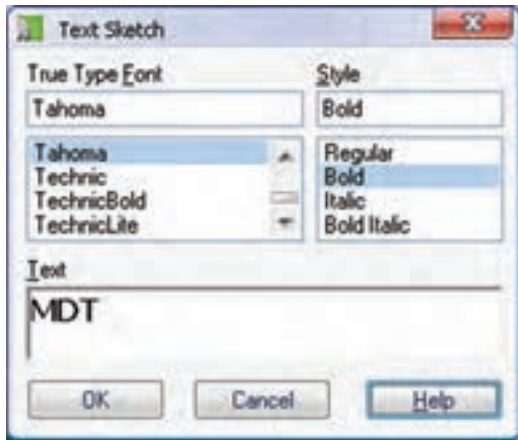 Text Sketch
True Type Font
Style
Tahoma
Bold
Tahoma
Technic
TechnicBold
TechnicLite
Regular
Bold
Italic
Bold Italic
Text
MDT
OK
Cancel
Help